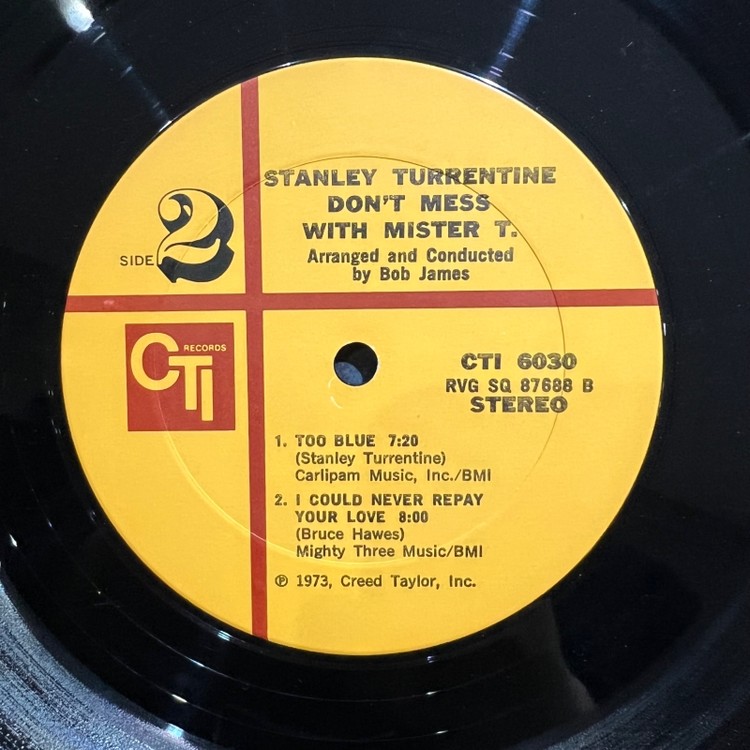 STANLEY TURRENTINE
DON'T MESS
WITH MISTER T.
Arranged and Conducted
by Bob James
SIDE 2
CTI RECORDS
CTI 6030
RVG SQ 87688 B
STEREO
1. TOO BLUE 7:20
(Stanley Turrentine)
Carlipam Music, Inc./BMI
2. I COULD NEVER REPAY
YOUR LOVE 8:00
(Bruce Hawes)
Mighty Three Music/BMI
℗ 1973, Creed Taylor, Inc.